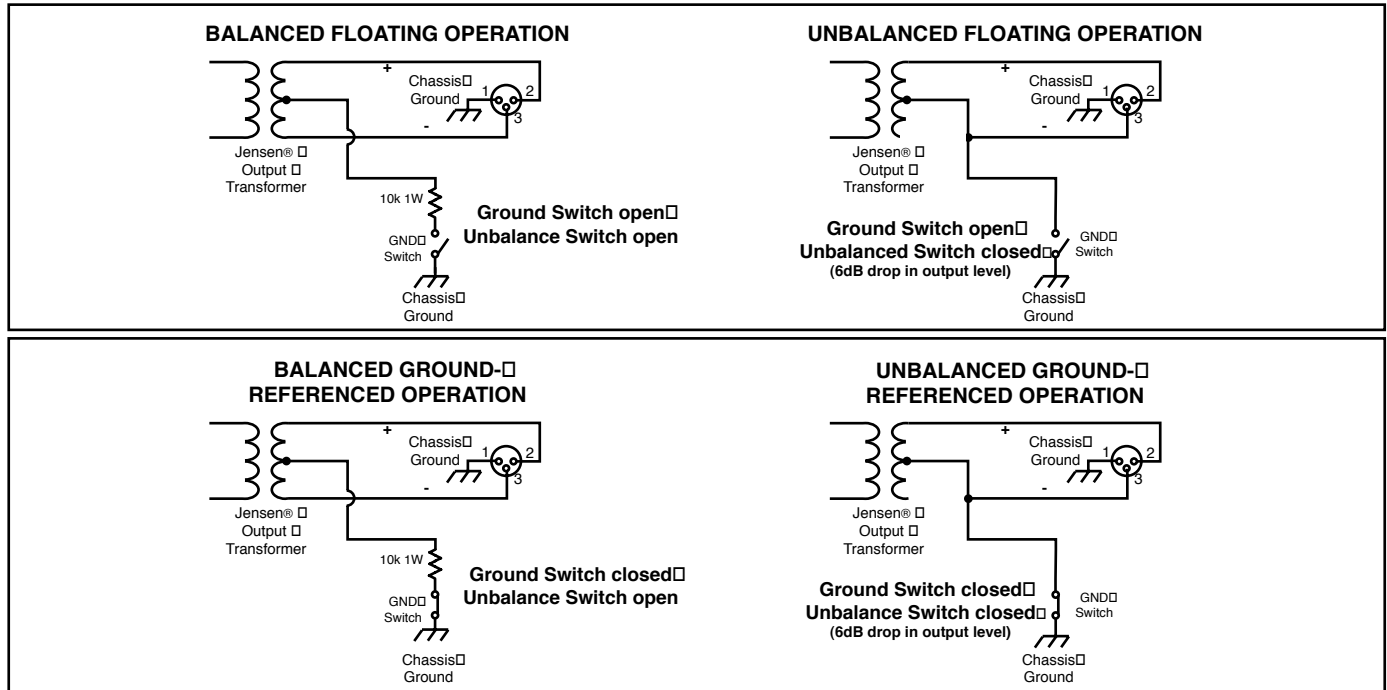 BALANCED FLOATING OPERATION
+
Chassis□
Ground
1
2
3
-
Jensen® □
Output □
Transformer
10k 1W
Ground Switch open□
Unbalance Switch open
GND□
Switch
Chassis□
Ground
UNBALANCED FLOATING OPERATION
+
Chassis□
Ground
1
2
3
-
Jensen® □
Output □
Transformer
Ground Switch open□
Unbalanced Switch closed□
(6dB drop in output level)
GND□
Switch
Chassis□
Ground
BALANCED GROUND-□
REFERENCED OPERATION
+
Chassis□
Ground
1
2
3
-
Jensen® □
Output □
Transformer
10k 1W
Ground Switch closed□
Unbalance Switch open
GND□
Switch
Chassis□
Ground
UNBALANCED GROUND-□
REFERENCED OPERATION
+
Chassis□
Ground
1
2
3
-
Jensen® □
Output □
Transformer
Ground Switch closed□
Unbalance Switch closed□
(6dB drop in output level)
GND□
Switch
Chassis□
Ground